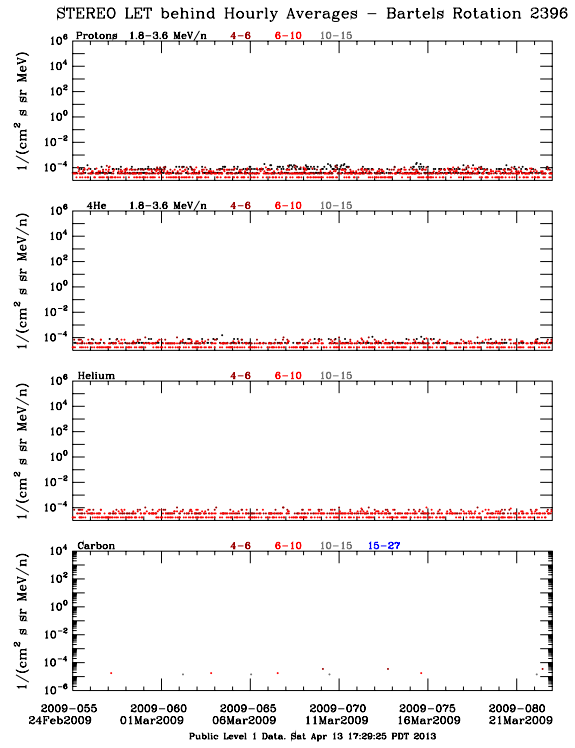 STEREO LET behind Hourly Averages − Bartels Rotation 2396
Protons 1.8−3.6 MeV/n 4−6 6−10 10−15
10^6
10^4
10^2
10^0
10^−2
10^−4
1/(cm^2 s sr MeV)
4He 1.8−3.6 MeV/n 4−6 6−10 10−15
10^6
10^4
10^2
10^0
10^−2
10^−4
1/(cm^2 s sr MeV/n)
Helium 4−6 6−10 10−15
10^6
10^4
10^2
10^0
10^−2
10^−4
1/(cm^2 s sr MeV/n)
Carbon 4−6 6−10 10−15 15−27
10^4
10^2
10^0
10^−2
10^−4
10^−6
1/(cm^2 s sr MeV/n)
2009−055 2009−060 2009−065 2009−070 2009−075 2009−080
24Feb2009 01Mar2009 06Mar2009 11Mar2009 16Mar2009 21Mar2009
Public Level 1 Data. Sat Apr 13 17:29:25 PDT 2013